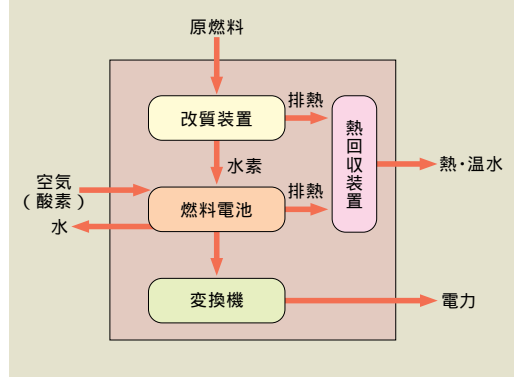 原燃料
改質装置
排熱
熱回収装置
水素
熱・温水
空気
(酸素)
水
燃料電池
排熱
変換機
電力